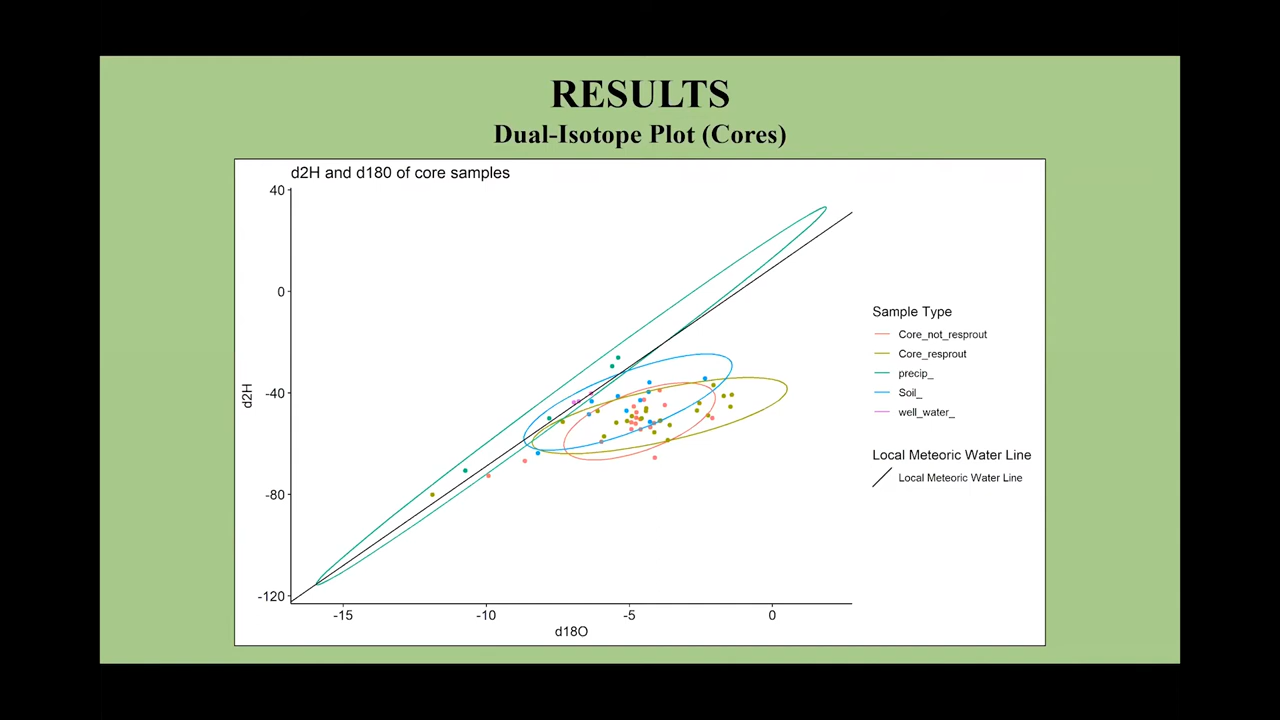 RESULTS
Dual-Isotope Plot (Cores)
d2H and d180 of core samples
40
0
-40
-80
-120
d2H
-15
-10
-5
0
d18O
Sample Type
Core_not_resprout
Core_resprout
precip_
Soil_
well_water_
Local Meteoric Water Line
Local Meteoric Water Line